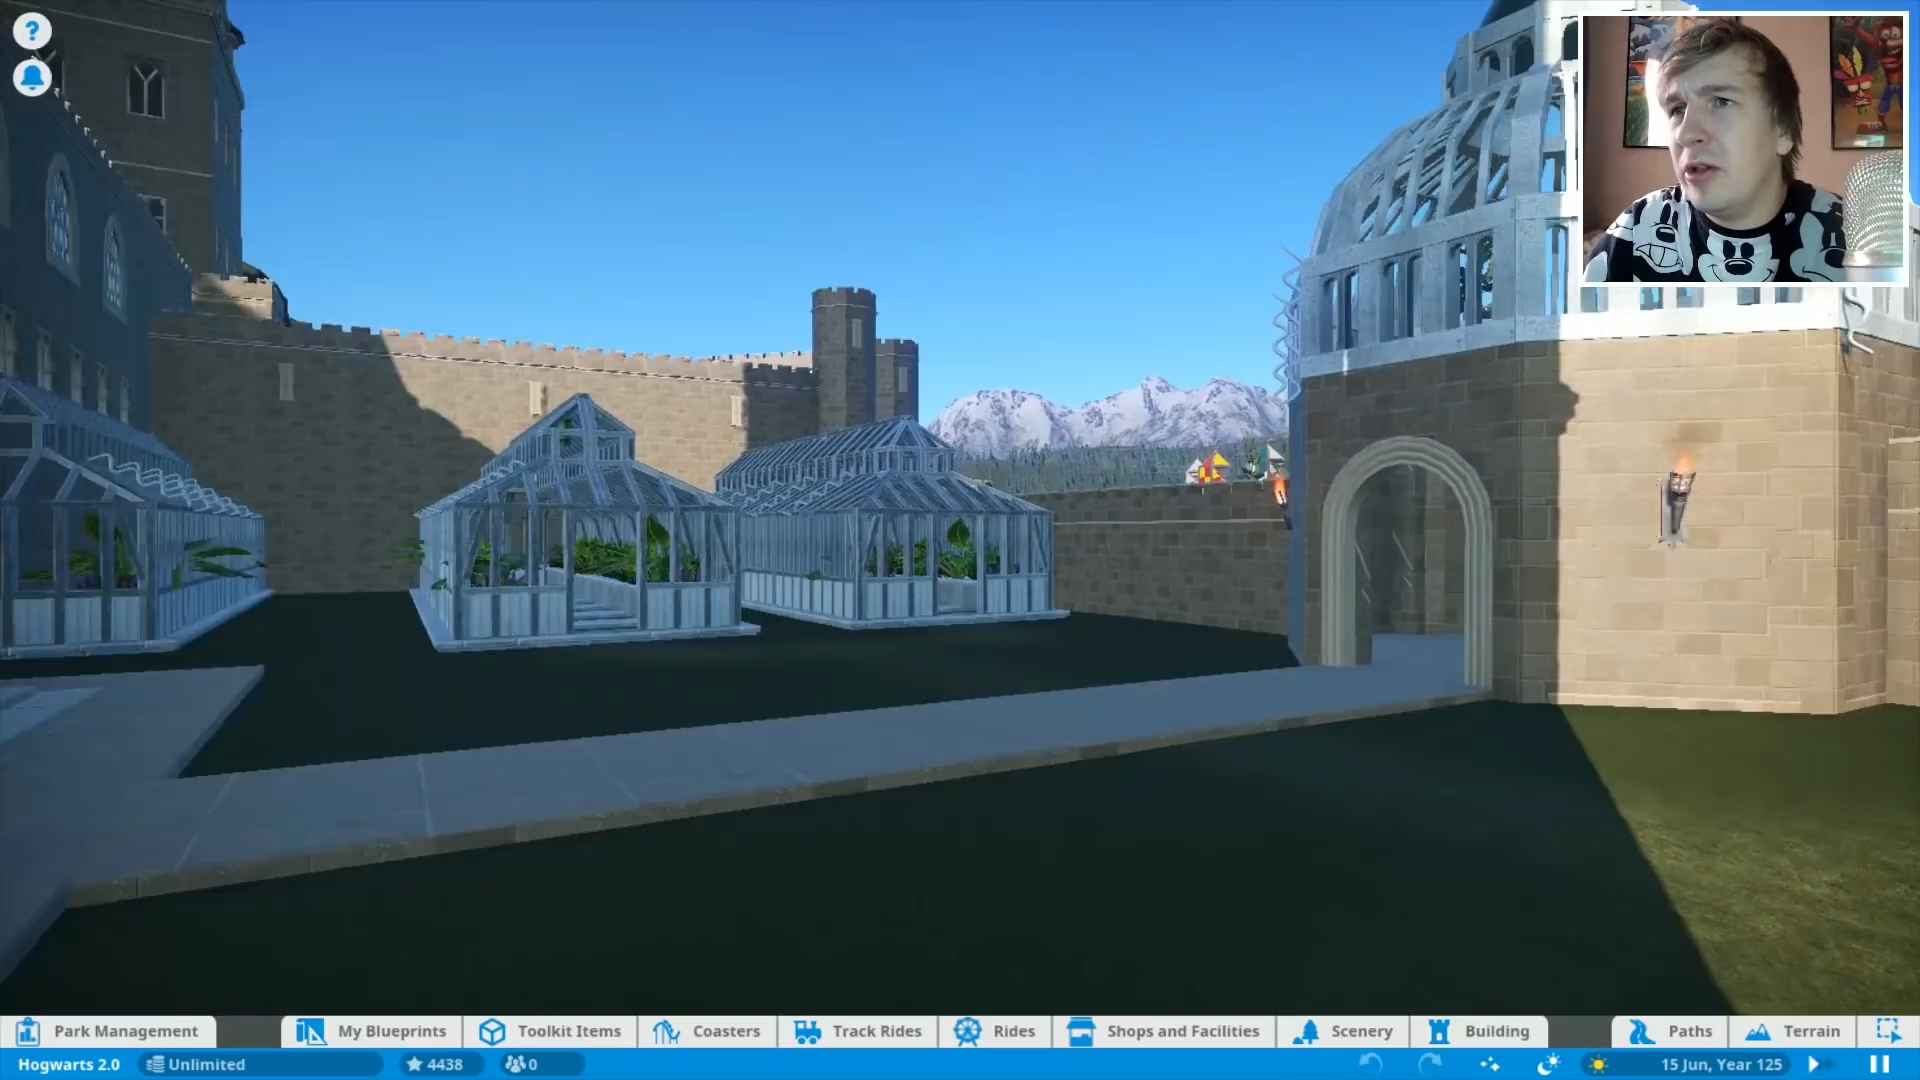 ?
Park Management
My Blueprints
Toolkit Items
Coasters
Track Rides
Rides
Shops and Facilities
Scenery
Building
Paths
Terrain
Hogwarts 2.0
Unlimited
4438
0
15 Jun, Year 125